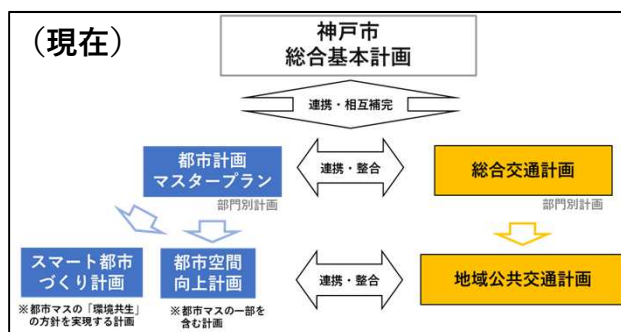 （現在）
神戸市
総合基本計画
連携・相互補完
都市計画
マスタープラン
連携・整合
総合交通計画
部門別計画
部門別計画
スマート都市
づくり計画
都市空間
向上計画
連携・整合
地域公共交通計画
※都市マスの「環境共生」
の方針を実現する計画
※都市マスの一部を
含む計画